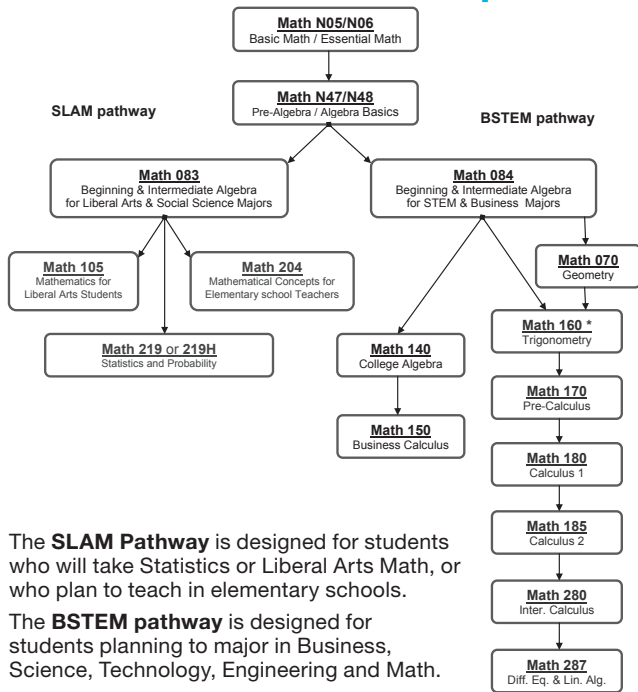 Math N05/N06
Basic Math / Essential Math
SLAM pathway
Math N47/N48
Pre-Algebra / Algebra Basics
BSTEM pathway
Math 083
Beginning & Intermediate Algebra
for Liberal Arts & Social Science Majors
Math 084
Beginning & Intermediate Algebra
for STEM & Business Majors
Math 105
Mathematics for
Liberal Arts Students
Math 204
Mathematical Concepts for
Elementary school Teachers
Math 070
Geometry
Math 219 or 219H
Statistics and Probability
Math 140
College Algebra
Math 160 *
Trigonometry
Math 150
Business Calculus
Math 170
Pre-Calculus
Math 180
Calculus 1
Math 185
Calculus 2
Math 280
Inter. Calculus
Math 287
Diff. Eq. & Lin. Alg.
The SLAM Pathway is designed for students
who will take Statistics or Liberal Arts Math, or
who plan to teach in elementary schools.
The BSTEM pathway is designed for
students planning to major in Business,
Science, Technology, Engineering and Math.